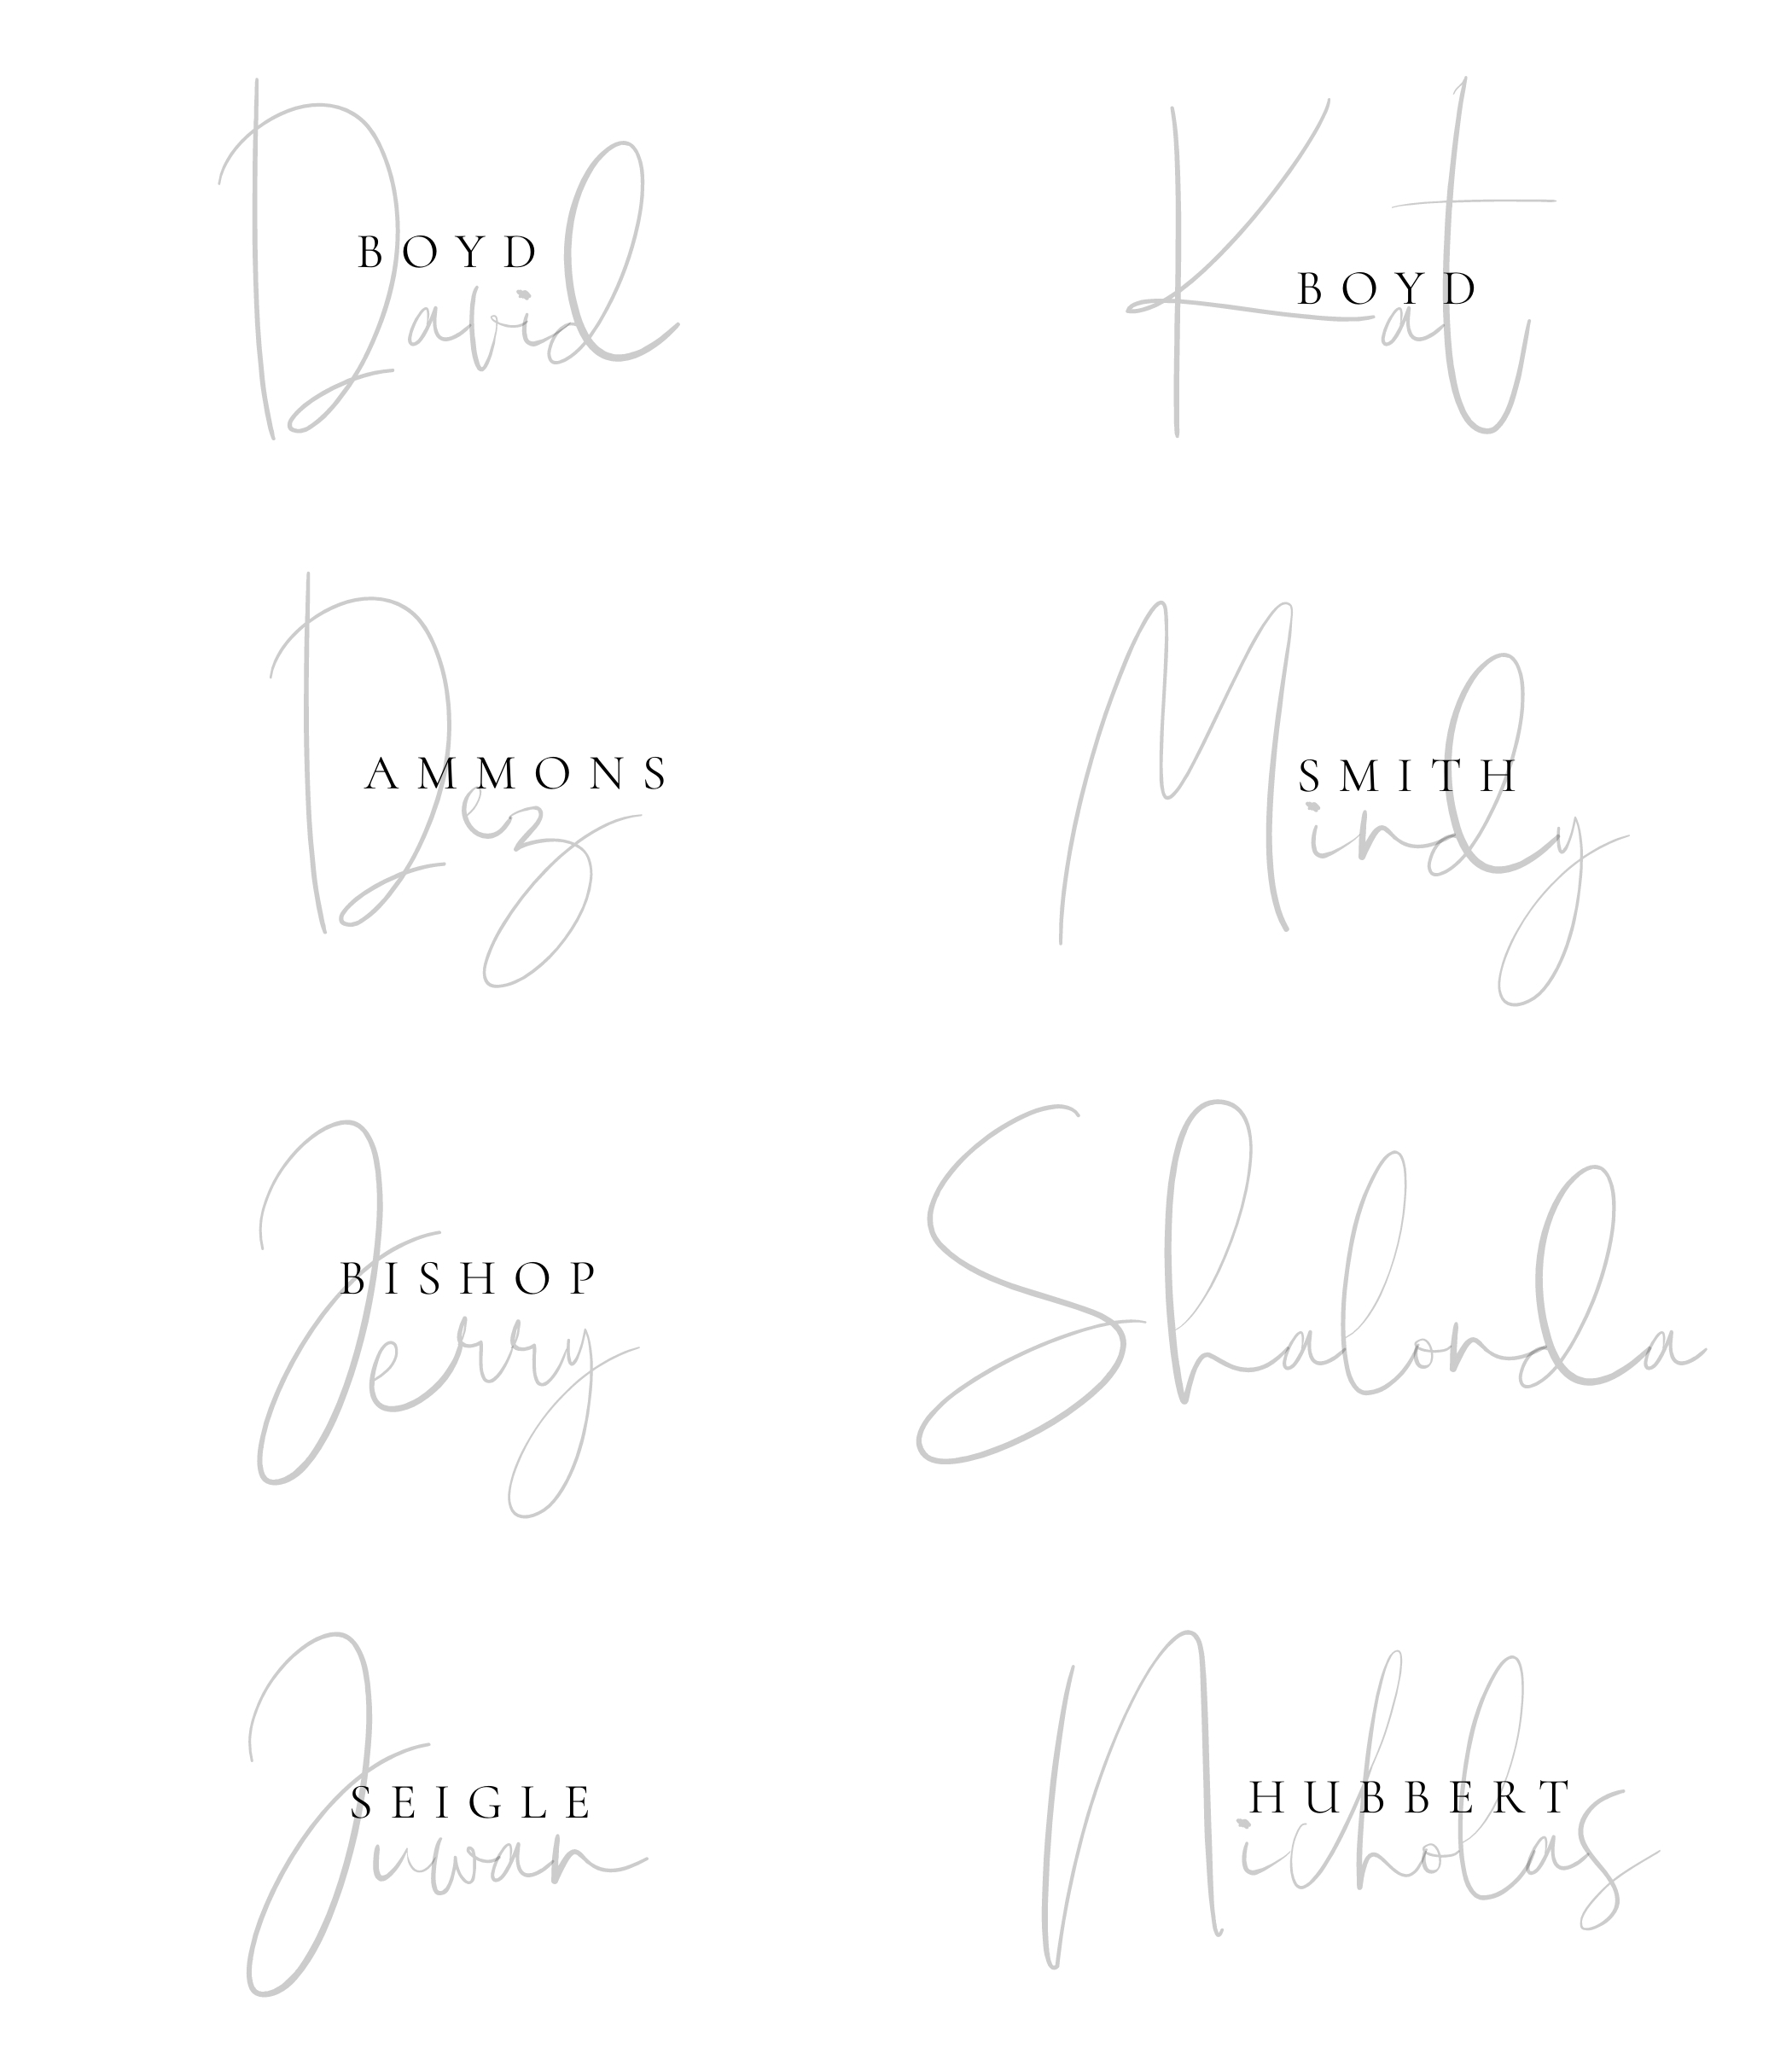 David
BOYD
Kat
BOYD
Dez
AMMONS
Mindy
SMITH
Jerry
BISHOP
Shalonda
Juwan
SEIGLE
Nicholas
HUBBERT